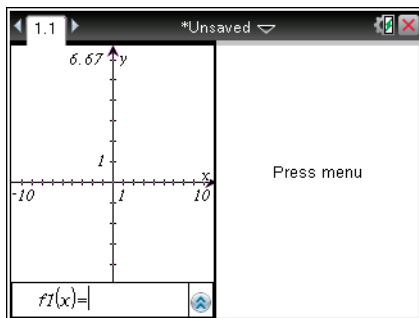 1.1 *Unsaved
6.67 y
1
x
-10 1 10
Press menu
f1(x)=